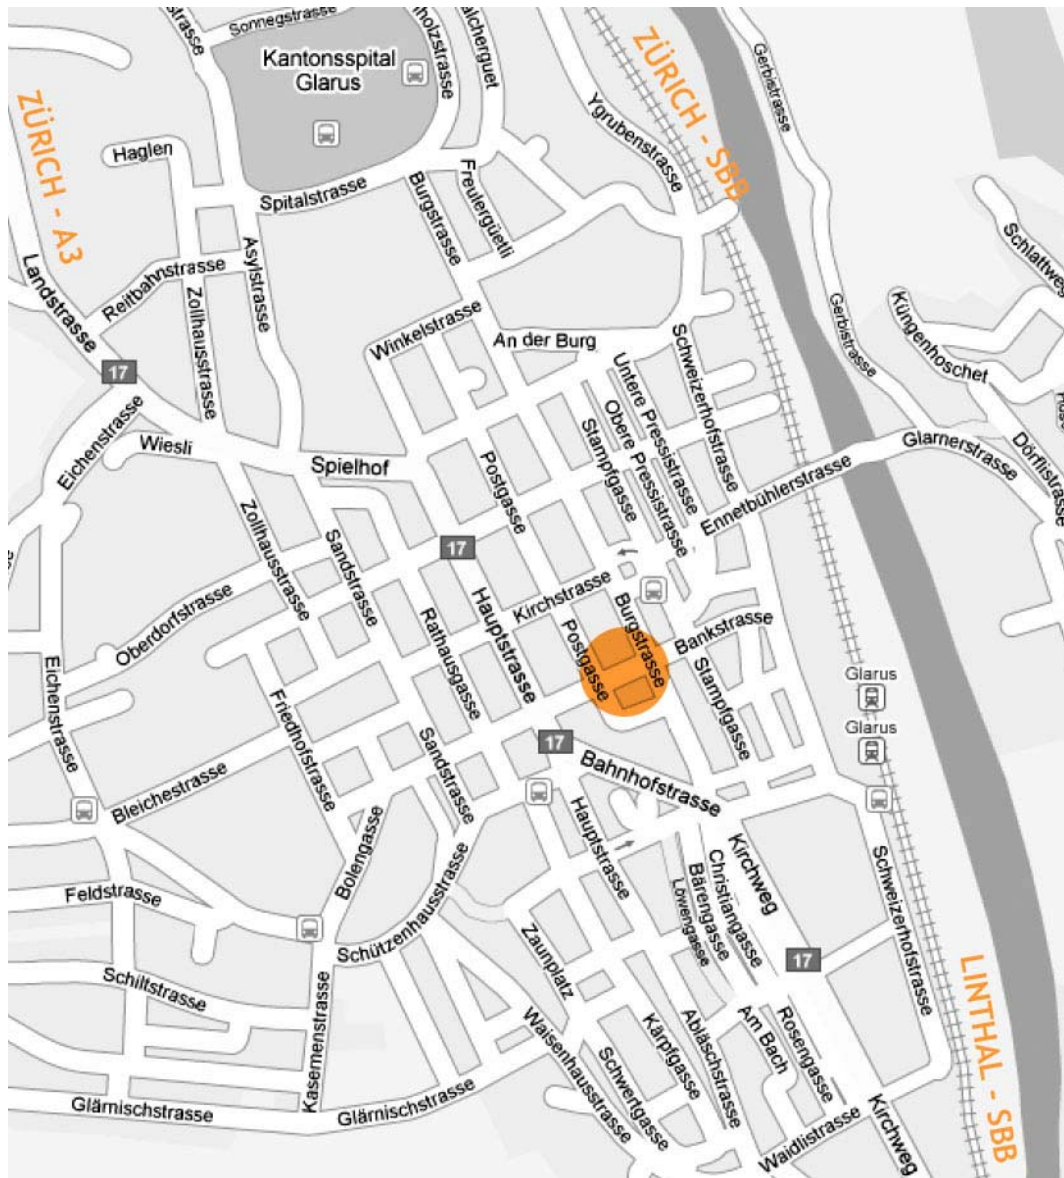 Sonnegstrasse
Kantonsspital
Glarus
ZÜRICH - SBB
Gerbistrasse
ZÜRICH - A3
Haglen
Ygrubenstrasse
Spitalstrasse
Burgstrasse
Freulergüetli
Schlattweg
Landstrasse
Reitbahnstrasse
Zollhausstrasse
Asylstrasse
Winkelstrasse
An der Burg
Gerbistrasse
Küngenhoschet
17
Untere Pressistrasse
Schweizerhofstrasse
Obere Pressistrasse
Stampfgasse
Eichenstrasse
Wiesli
Spielhof
Postgasse
Glarnerstrasse
Dörflistrasse
Ennetbühlerstrasse
Zollhausstrasse
Sandstrasse
17
Oberdorfstrasse
Rathausgasse
Hauptstrasse
Kirchstrasse
Postgasse
Burgstrasse
Bankstrasse
Stampfgasse
Eichenstrasse
Friedhofstrasse
Glarus
Glarus
Sandstrasse
17
Bahnhofstrasse
Bleichestrasse
Bolengasse
Hauptstrasse
Kirchweg
Christiangasse
Bärengasse
Löwengasse
Schweizerhofstrasse
Feldstrasse
Schützenhausstrasse
Zaunplatz
17
Schiltstrasse
Kasernenstrasse
Waisenhausstrasse
Kärpfgasse
Abläschstrasse
Am Bach
Rosengasse
LINTHAL - SBB
Glärnischstrasse
Glärnischstrasse
Schwertgasse
Waidlistrasse
Kirchweg